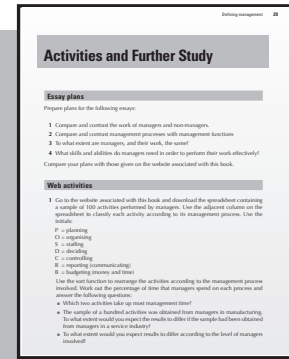 Defining management 29
Activities and Further Study
Essay plans
Prepare plans for the following essays:
1 Compare and contrast the work of managers and non-managers.
2 Compare and contrast management processes with management functions
3 To what extent are managers, and their work, the same?
4 What skills and abilities do managers need in order to perform their work effectively?
Compare your plans with those given on the website associated with this book.
Web activities
1 Go to the website associated with this book and download the spreadsheet containing
a sample of 100 activities performed by managers. Use the adjacent column on the
spreadsheet to classify each activity according to its management process. Use the
initials:
P = planning
O = organising
S = staffing
D = deciding
C = controlling
R = reporting (communicating)
B = budgeting (money and time)
Use the sort function to rearrange the activities according to the management process
involved. Work out the percentage of time that managers spend on each process and
answer the following questions:
● Which two activities take up most management time?
● The sample of a hundred activities was obtained from managers in manufacturing.
To what extent would you expect the results to differ if the sample had been obtained
from managers in a service industry?
● To what extent would you expect results to differ according to the level of managers
involved?